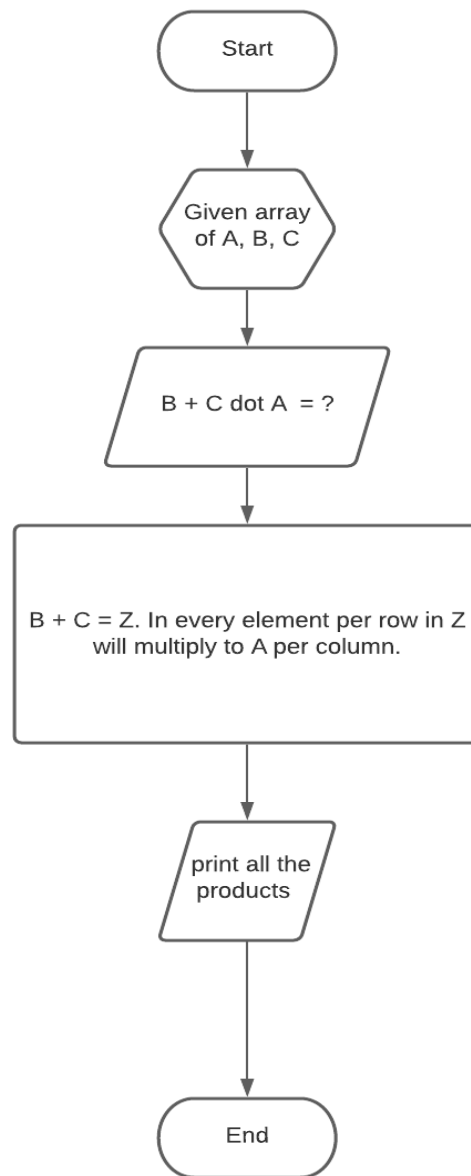 Start
Given array
of A, B, C
B + C dot A = ?
B + C = Z. In every element per row in Z
will multiply to A per column.
print all the
products
End